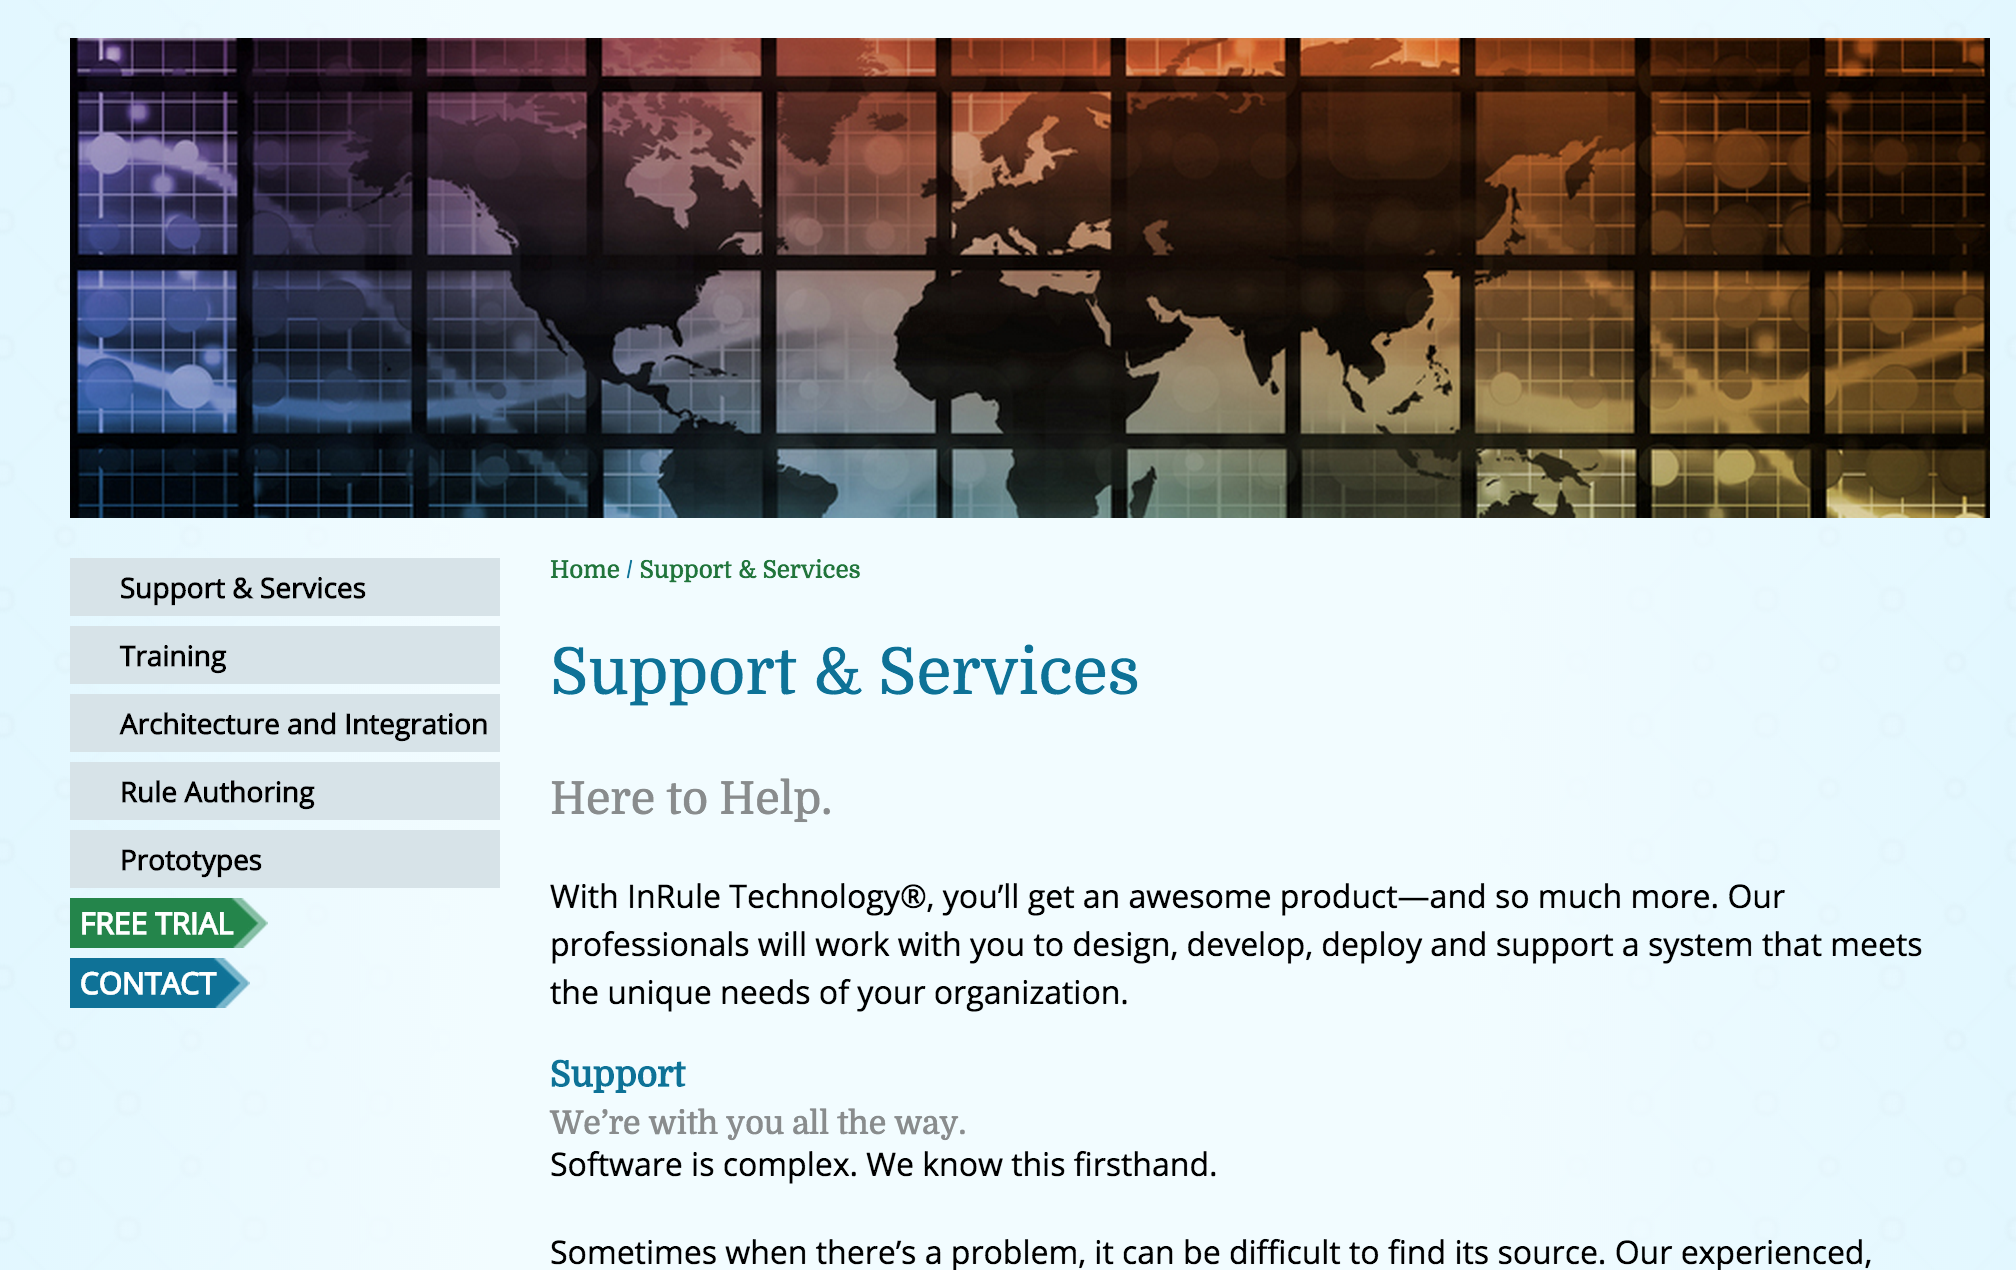 Support & Services
Training
Architecture and Integration
Rule Authoring
Prototypes
FREE TRIAL
CONTACT
Home / Support & Services
Support & Services
Here to Help.
With InRule Technology®, you’ll get an awesome product—and so much more. Our
professionals will work with you to design, develop, deploy and support a system that meets
the unique needs of your organization.
Support
We’re with you all the way.
Software is complex. We know this firsthand.
Sometimes when there’s a problem, it can be difficult to find its source. Our experienced,